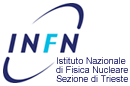 INFN
Istituto Nazionale
di Fisica Nucleare
Sezione di Trieste